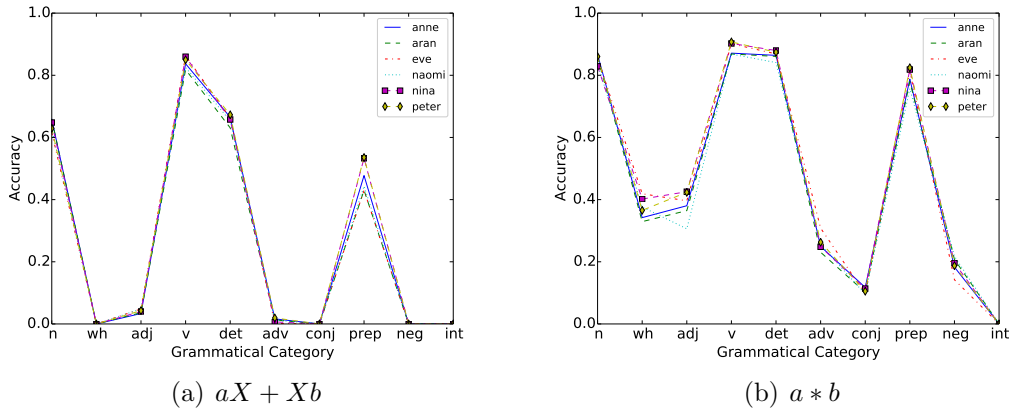 1.0
0.8
0.6
0.4
0.2
0.0
Accuracy
n wh adj v det adv conj prep neg int
Grammatical Category
anne
aran
eve
naomi
nina
peter
(a) aX + Xb
1.0
0.8
0.6
0.4
0.2
0.0
Accuracy
n wh adj v det adv conj prep neg int
Grammatical Category
anne
aran
eve
naomi
nina
peter
(b) a ∗ b